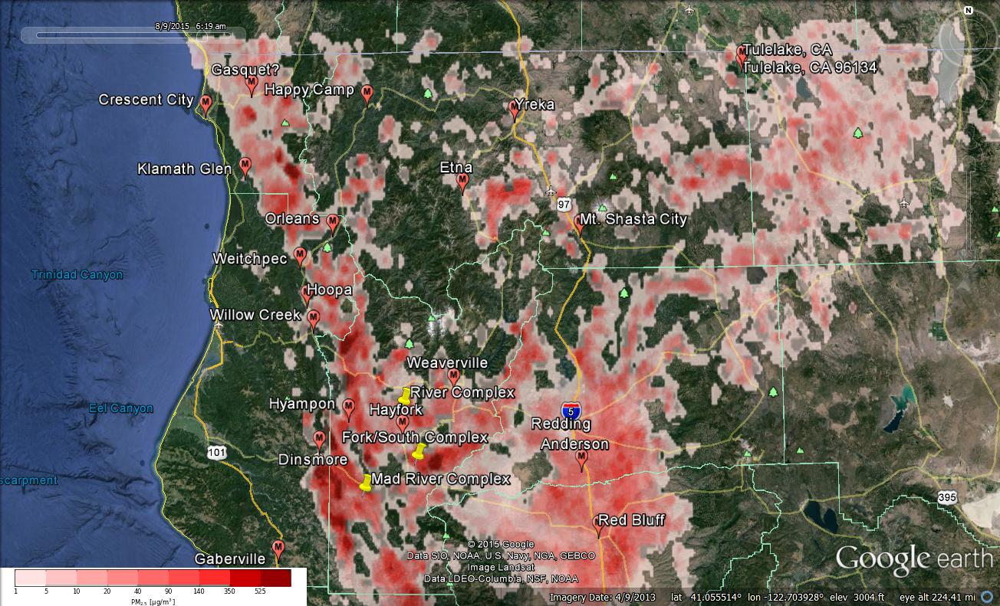 8/9/2015 6:19 am
N
Tulelake, CA
Tulelake, CA 96134
Gasquet?
Happy Camp
Crescent City
Yreka
Klamath Glen
Etna
97
Orleans
Mt. Shasta City
Weitchpec
Trinidad Canyon
Hoopa
Willow Creek
Weaverville
River Complex
Hyampon
Hayfork
Eel Canyon
5
Redding
Fork/South Complex
Anderson
101
Dinsmore
Mad River Complex
scarpment
395
Red Bluff
Gaberville
© 2015 Google
Data SIO, NOAA, U.S. Navy, NGA, GEBCO
Image Landsat
Data LDEO-Columbia, NSF, NOAA
Google earth
1 5 10 20 40 90 140 350 525
PM2.5 [µg/m³]
Imagery Date: 4/9/2013 lat 41.055514° lon -122.703928° elev 3004 ft eye alt 224.41 mi